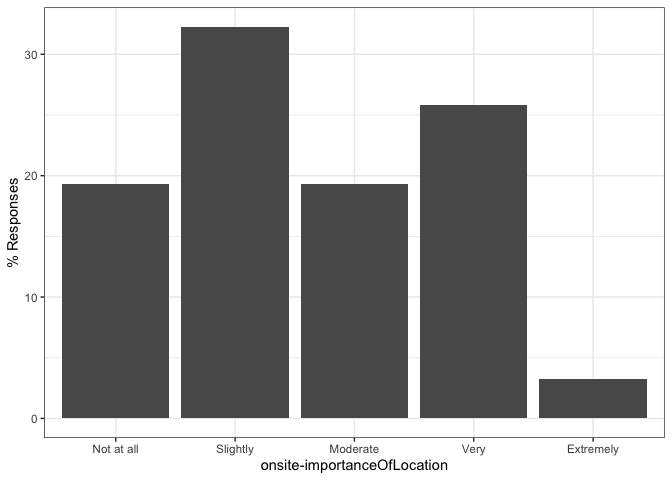 30
20
10
0
% Responses
Not at all Slightly Moderate Very Extremely
onsite-importanceOfLocation